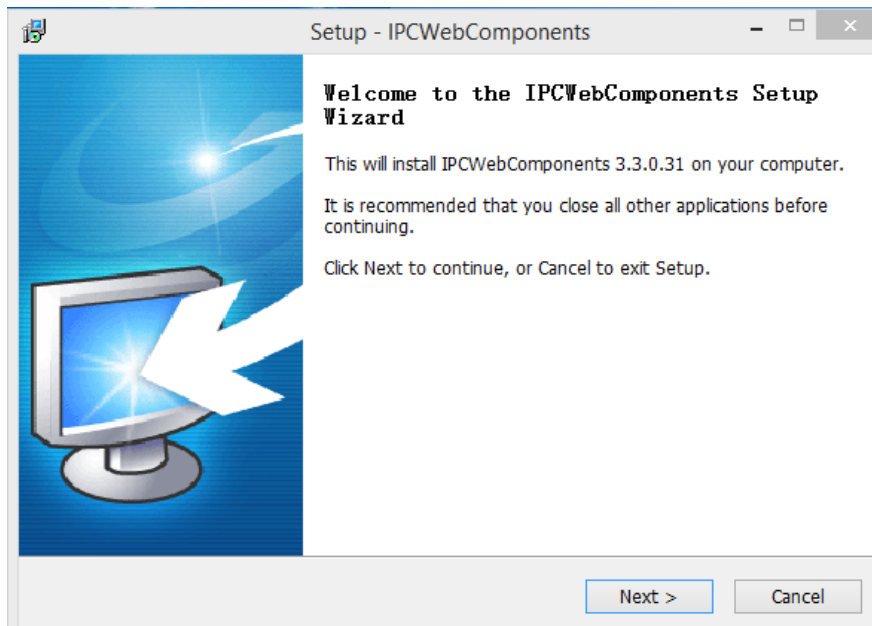 Setup - IPCWebComponents
Welcome to the IPCWebComponents Setup
Wizard
This will install IPCWebComponents 3.3.0.31 on your computer.
It is recommended that you close all other applications before
continuing.
Click Next to continue, or Cancel to exit Setup.
Next >
Cancel